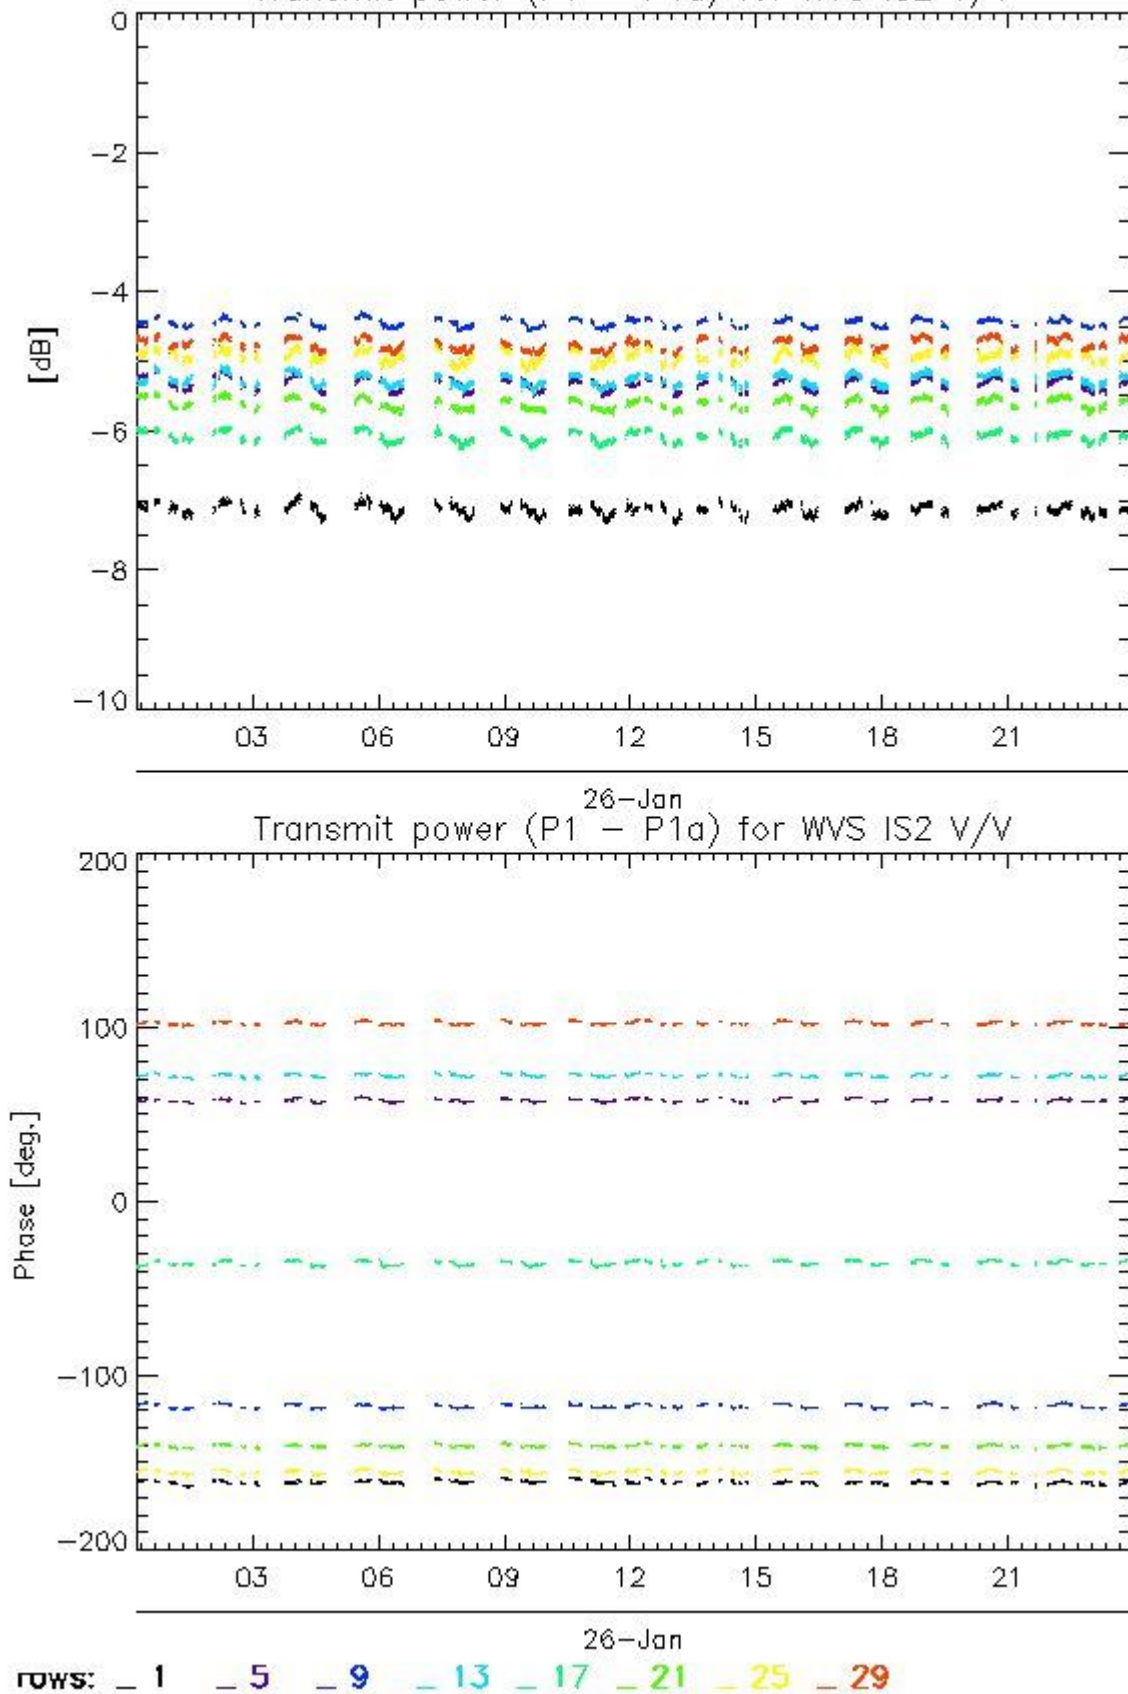 0
−2
−4
[dB]
−6
−8
−10
03 06 09 12 15 18 21
26−Jan
Transmit power (P1 − P1a) for WVS IS2 V/V
200
100
Phase [deg.]
0
−100
−200
03 06 09 12 15 18 21
26−Jan
rows: _ 1 _ 5 _ 9 _ 13 _ 17 _ 21 _ 25 _ 29